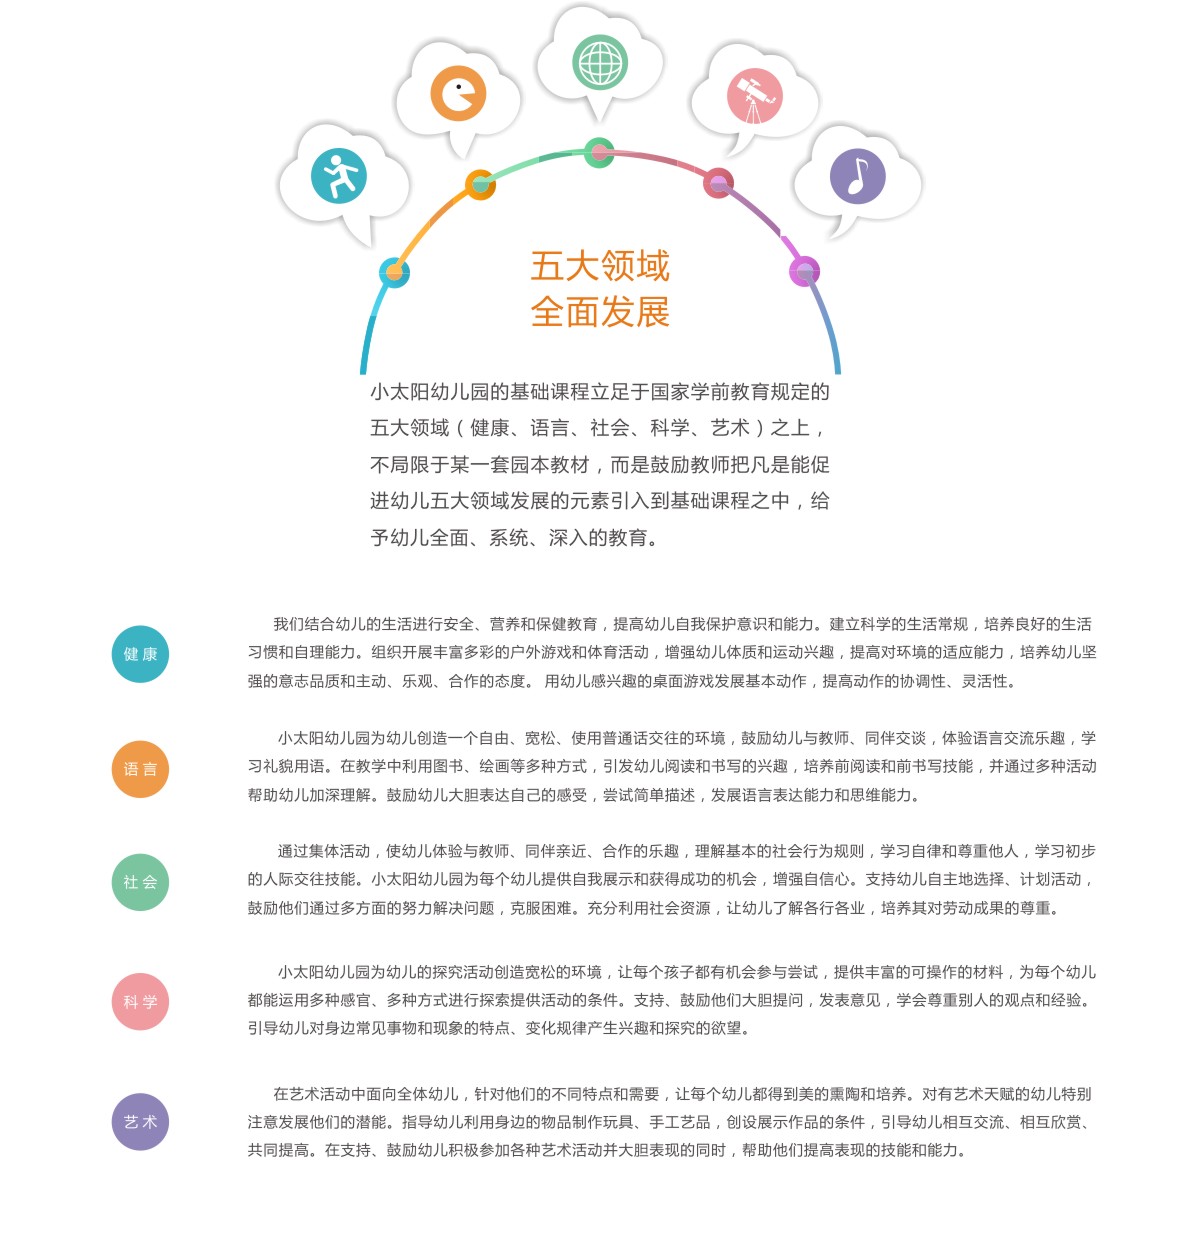 五大领域
全面发展
小太阳幼儿园的基础课程立足于国家学前教育规定的
五大领域（健康、语言、社会、科学、艺术）之上，
不局限于某一套园本教材，而是鼓励教师把凡是能促
进幼儿五大领域发展的元素引入到基础课程之中，给
予幼儿全面、系统、深入的教育。
健康
我们结合幼儿的生活进行安全、营养和保健教育，提高幼儿自我保护意识和能力。建立科学的生活常规，培养良好的生活
习惯和自理能力。组织开展丰富多彩的户外游戏和体育活动，增强幼儿体质和运动兴趣，提高对环境的适应能力，培养幼儿坚
强的意志品质和主动、乐观、合作的态度。 用幼儿感兴趣的桌面游戏发展基本动作，提高动作的协调性、灵活性。
语言
小太阳幼儿园为幼儿创造一个自由、宽松、使用普通话交往的环境，鼓励幼儿与教师、同伴交谈，体验语言交流乐趣，学
习礼貌用语。在教学中利用图书、绘画等多种方式，引发幼儿阅读和书写的兴趣，培养前阅读和前书写技能，并通过多种活动
帮助幼儿加深理解。鼓励幼儿大胆表达自己的感受，尝试简单描述，发展语言表达能力和思维能力。
社会
通过集体活动，使幼儿体验与教师、同伴亲近、合作的乐趣，理解基本的社会行为规则，学习自律和尊重他人，学习初步
的人际交往技能。小太阳幼儿园为每个幼儿提供自我展示和获得成功的机会，增强自信心。支持幼儿自主地选择、计划活动，
鼓励他们通过多方面的努力解决问题，克服困难。充分利用社会资源，让幼儿了解各行各业，培养其对劳动成果的尊重。
科学
小太阳幼儿园为幼儿的探究活动创造宽松的环境，让每个孩子都有机会参与尝试，提供丰富的可操作的材料，为每个幼儿
都能运用多种感官、多种方式进行探索提供活动的条件。支持、鼓励他们大胆提问，发表意见，学会尊重别人的观点和经验。
引导幼儿对身边常见事物和现象的特点、变化规律产生兴趣和探究的欲望。
艺术
在艺术活动中面向全体幼儿，针对他们的不同特点和需要，让每个幼儿都得到美的熏陶和培养。对有艺术天赋的幼儿特别
注意发展他们的潜能。指导幼儿利用身边的物品制作玩具、手工艺品，创设展示作品的条件，引导幼儿相互交流、相互欣赏、
共同提高。在支持、鼓励幼儿积极参加各种艺术活动并大胆表现的同时，帮助他们提高表现的技能和能力。